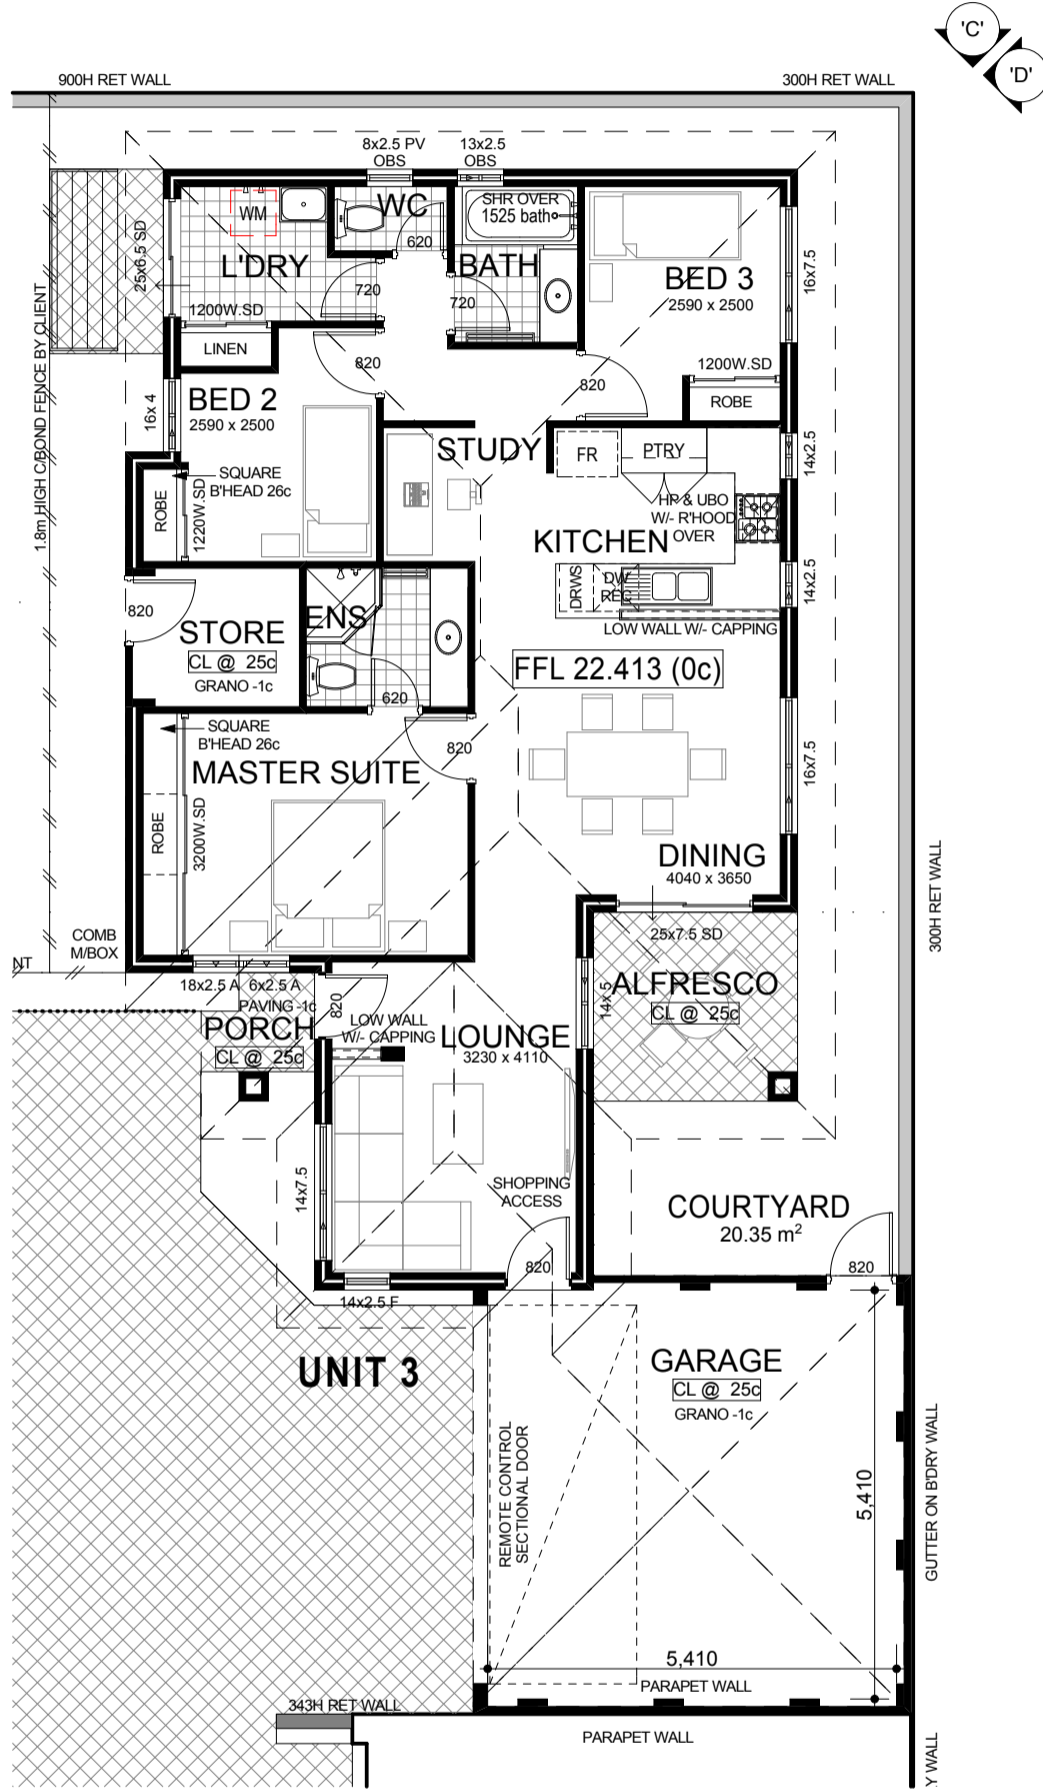 'C'
'D'
900H RET WALL
300H RET WALL
8x2.5 PV
OBS
13x2.5
OBS
WM
WC
SHR OVER
1525 bath
620
L'DRY
BATH
BED 3
2590 x 2500
25x6.5 SD
16x7.5
720
720
1200W.SD
LINEN
820
820
1200W.SD
ROBE
1.8m HIGH C/BOND FENCE BY CLIENT
16x 4
BED 2
2590 x 2500
SQUARE
B'HEAD 26c
ROBE
1220W.SD
STUDY
FR
PTRY
14x2.5
HP & UBO
W/- R'HOOD
OVER
KITCHEN
DRWS
DW
REC
14x2.5
LOW WALL W/- CAPPING
820
STORE
CL @ 25c
GRANO -1c
ENS
620
FFL 22.413 (0c)
SQUARE
B'HEAD 26c
820
MASTER SUITE
ROBE
3200W.SD
16x7.5
DINING
4040 x 3650
300H RET WALL
COMB
M/BOX
NT
25x7.5 SD
18x2.5 A
6x2.5 A
PAVING -1c
820
PORCH
CL @ 25c
LOW WALL
W/- CAPPING
LOUNGE
3230 x 4110
14x 5
ALFRESCO
CL @ 25c
14x7.5
SHOPPING
ACCESS
COURTYARD
20.35 m²
820
820
14x2.5 F
UNIT 3
GARAGE
CL @ 25c
GRANO -1c
REMOTE CONTROL
SECTIONAL DOOR
5,410
GUTTER ON B'DRY WALL
5,410
PARAPET WALL
343H RET WALL
PARAPET WALL
Y WALL